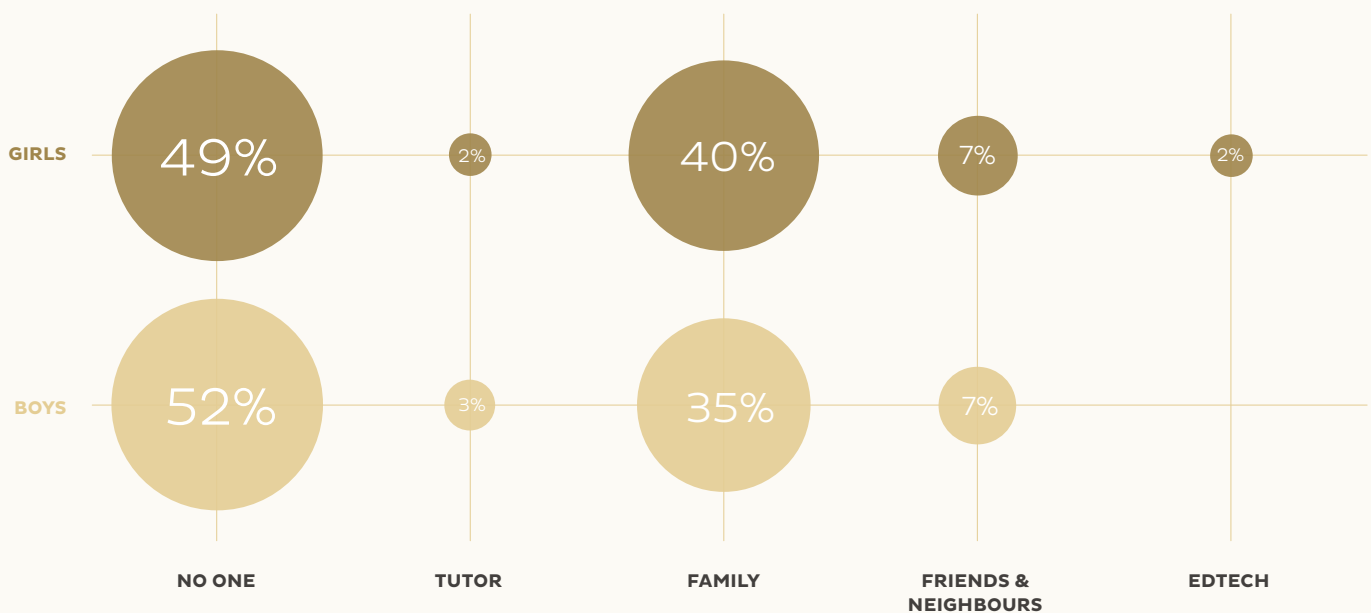 GIRLS 49% 2% 40% 7% 2%
BOYS 52% 3% 35% 7%
NO ONE TUTOR FAMILY FRIENDS & EDTECH
NEIGHBOURS